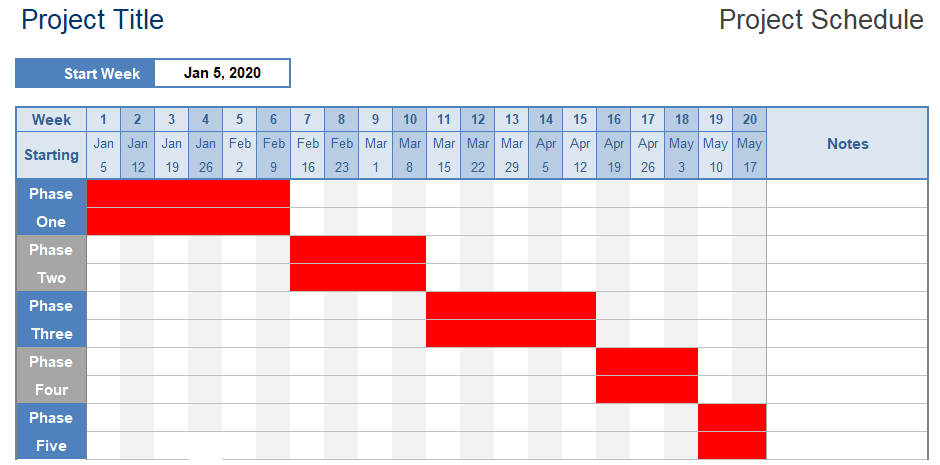 Project Title Project Schedule
Start Week Jan 5, 2020
Week 1 2 3 4 5 6 7 8 9 10 11 12 13 14 15 16 17 18 19 20
Starting Jan Jan Jan Jan Feb Feb Feb Feb Mar Mar Mar Mar Mar Apr Apr Apr Apr May May May Notes
5 12 19 26 2 9 16 23 1 8 15 22 29 5 12 19 26 3 10 17
Phase
One
Phase
Two
Phase
Three
Phase
Four
Phase
Five